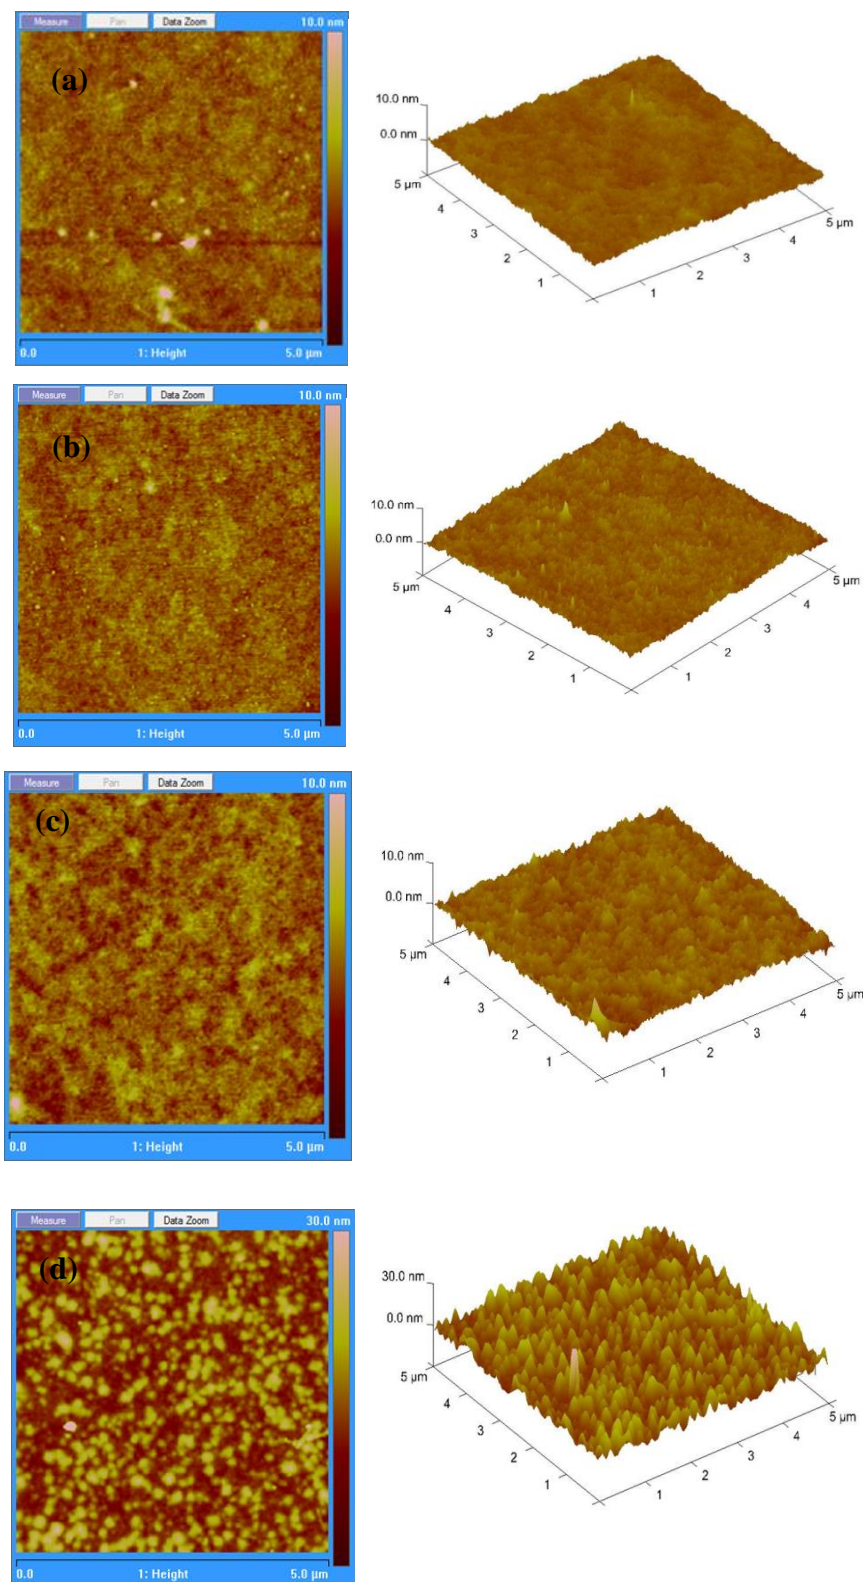 Measure Pan Data Zoom 10.0 nm
(a)
0.0 1: Height 5.0 µm
10.0 nm
0.0 nm
5 µm
4
3
2
1
1
2
3
4
5 µm
Measure Pan Data Zoom 10.0 nm
(b)
0.0 1: Height 5.0 µm
10.0 nm
0.0 nm
5 µm
4
3
2
1
1
2
3
4
5 µm
Measure Pan Data Zoom 10.0 nm
(c)
0.0 1: Height 5.0 µm
10.0 nm
0.0 nm
5 µm
4
3
2
1
1
2
3
4
5 µm
Measure Pan Data Zoom 30.0 nm
(d)
0.0 1: Height 5.0 µm
30.0 nm
0.0 nm
5 µm
4
3
2
1
1
2
3
4
5 µm